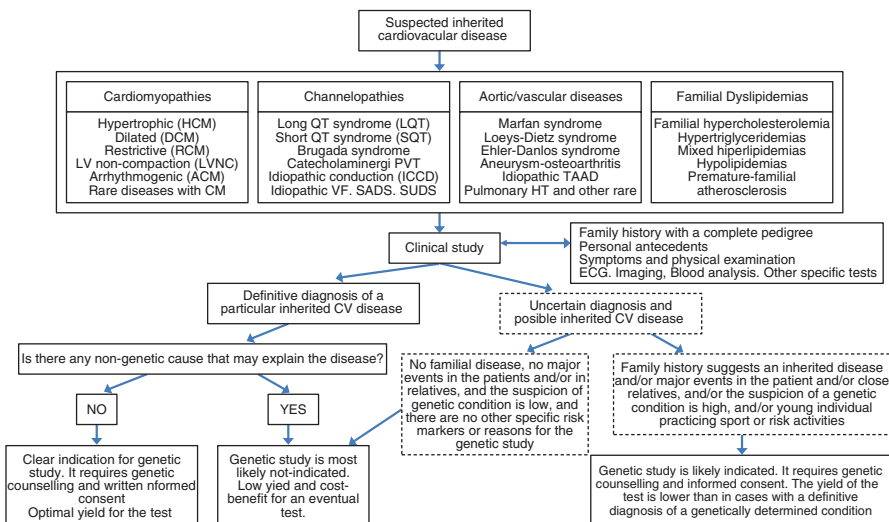 Suspected inherited
cardiovacular disease
Cardiomyopathies
Hypertrophic (HCM)
Dilated (DCM)
Restrictive (RCM)
LV non-compaction (LVNC)
Arrhythmogenic (ACM)
Rare diseases with CM
Channelopathies
Long QT syndrome (LQT)
Short QT syndrome (SQT)
Brugada syndrome
Catecholaminergi PVT
Idiopathic conduction (ICCD)
Idiopathic VF. SADS. SUDS
Aortic/vascular diseases
Marfan syndrome
Loeys-Dietz syndrome
Ehler-Danlos syndrome
Aneurysm-osteoarthritis
Idiopathic TAAD
Pulmonary HT and other rare
Familial Dyslipidemias
Familial hypercholesterolemia
Hypertriglyceridemias
Mixed hiperlipidemias
Hypolipidemias
Premature-familial
atherosclerosis
Clinical study
Family history with a complete pedigree
Personal antecedents
Symptoms and physical examination
ECG. Imaging, Blood analysis. Other specific tests
Definitive diagnosis of a
particular inherited CV disease
Uncertain diagnosis and
posible inherited CV disease
Is there any non-genetic cause that may explain the disease?
No familial disease, no major
events in the patients and/or in
relatives, and the suspicion of
genetic condition is low, and
there are no other specific risk
markers or reasons for the
genetic study
Family history suggests an inherited disease
and/or major events in the patient and/or close
relatives, and/or the suspicion of a genetic
condition is high, and/or young individual
practicing sport or risk activities
NO
YES
Clear indication for genetic
study. It requires genetic
counselling and written nformed
consent
Optimal yield for the test
Genetic study is most
likely not-indicated.
Low yied and cost-
benefit for an eventual
test.
Genetic study is likely indicated. It requires genetic
counselling and informed consent. The yield of the
test is lower than in cases with a definitive
diagnosis of a genetically determined condition